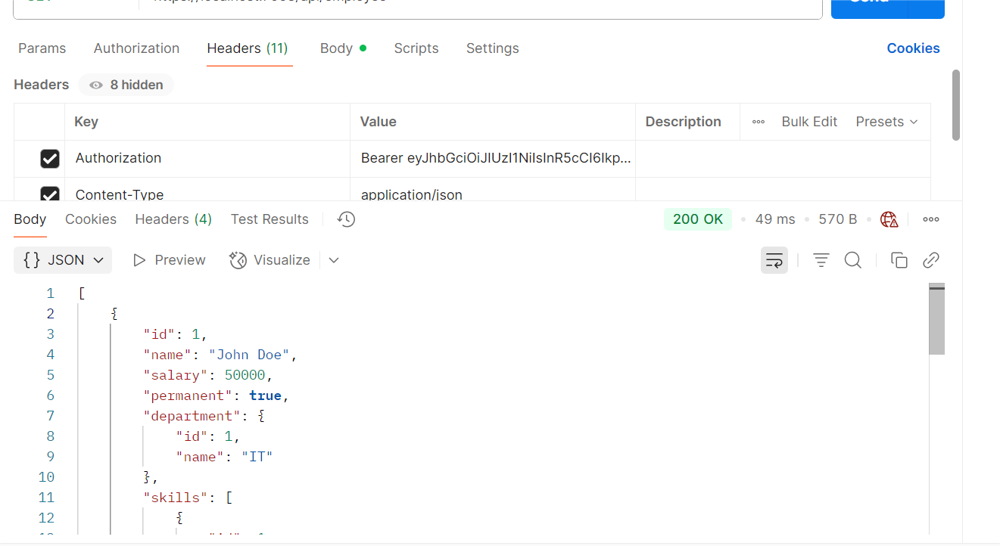 Params Authorization Headers (11) Body Scripts Settings Cookies
Headers 8 hidden
Key Value Description Bulk Edit Presets
Authorization Bearer eyJhbGciOiJIUzI1NiIsInR5cCI6Ikp...
Content-Type application/json
Body Cookies Headers (4) Test Results 200 OK 49 ms 570 B
{} JSON Preview Visualize
1 [
2 {
3 "id": 1,
4 "name": "John Doe",
5 "salary": 50000,
6 "permanent": true,
7 "department": {
8 "id": 1,
9 "name": "IT"
10 },
11 "skills": [
12 {